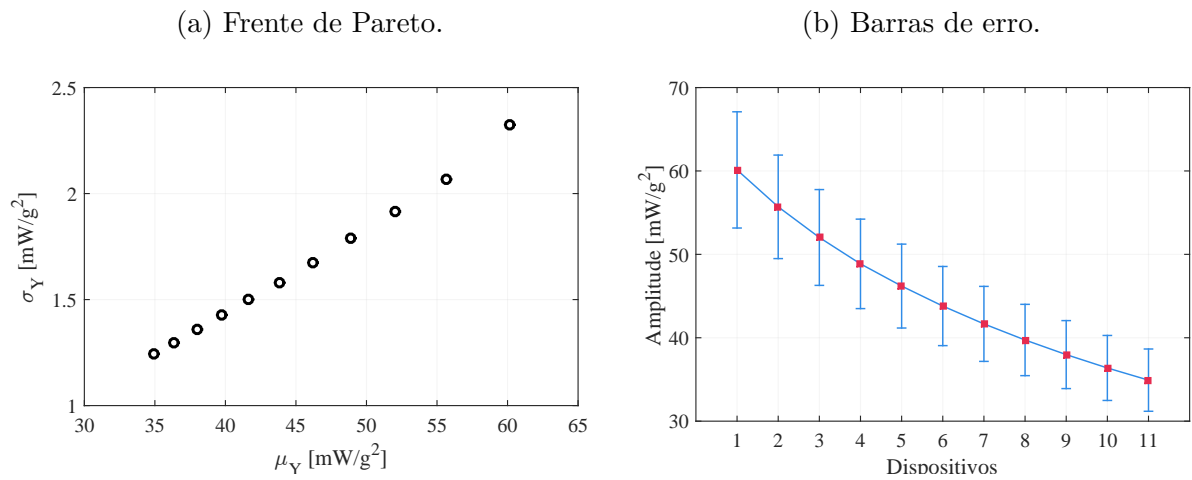 (a) Frente de Pareto.
2.5
2
1.5
1
σ_Y [mW/g²]
30 35 40 45 50 55 60 65
μ_Y [mW/g²]
(b) Barras de erro.
70
60
50
40
30
Amplitude [mW/g²]
1 2 3 4 5 6 7 8 9 10 11
Dispositivos